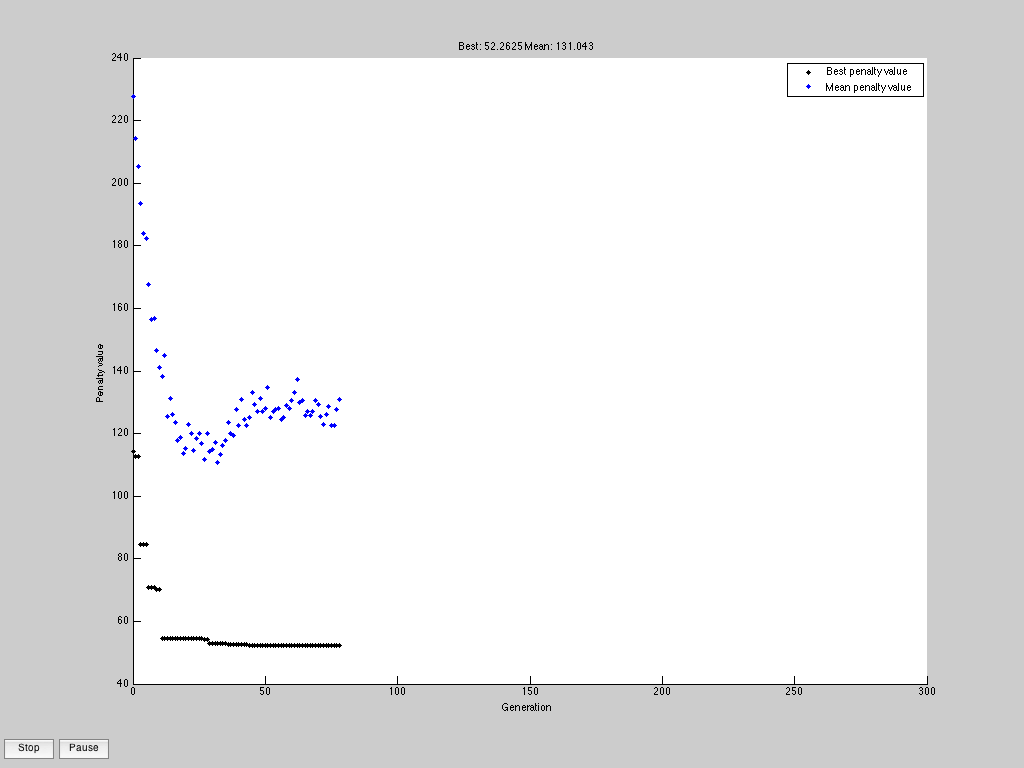 Best: 52.2625 Mean: 131.043
240
220
200
180
160
140
120
100
80
60
40
Penalty value
Best penalty value
Mean penalty value
0 50 100 150 200 250 300
Generation
Stop Pause